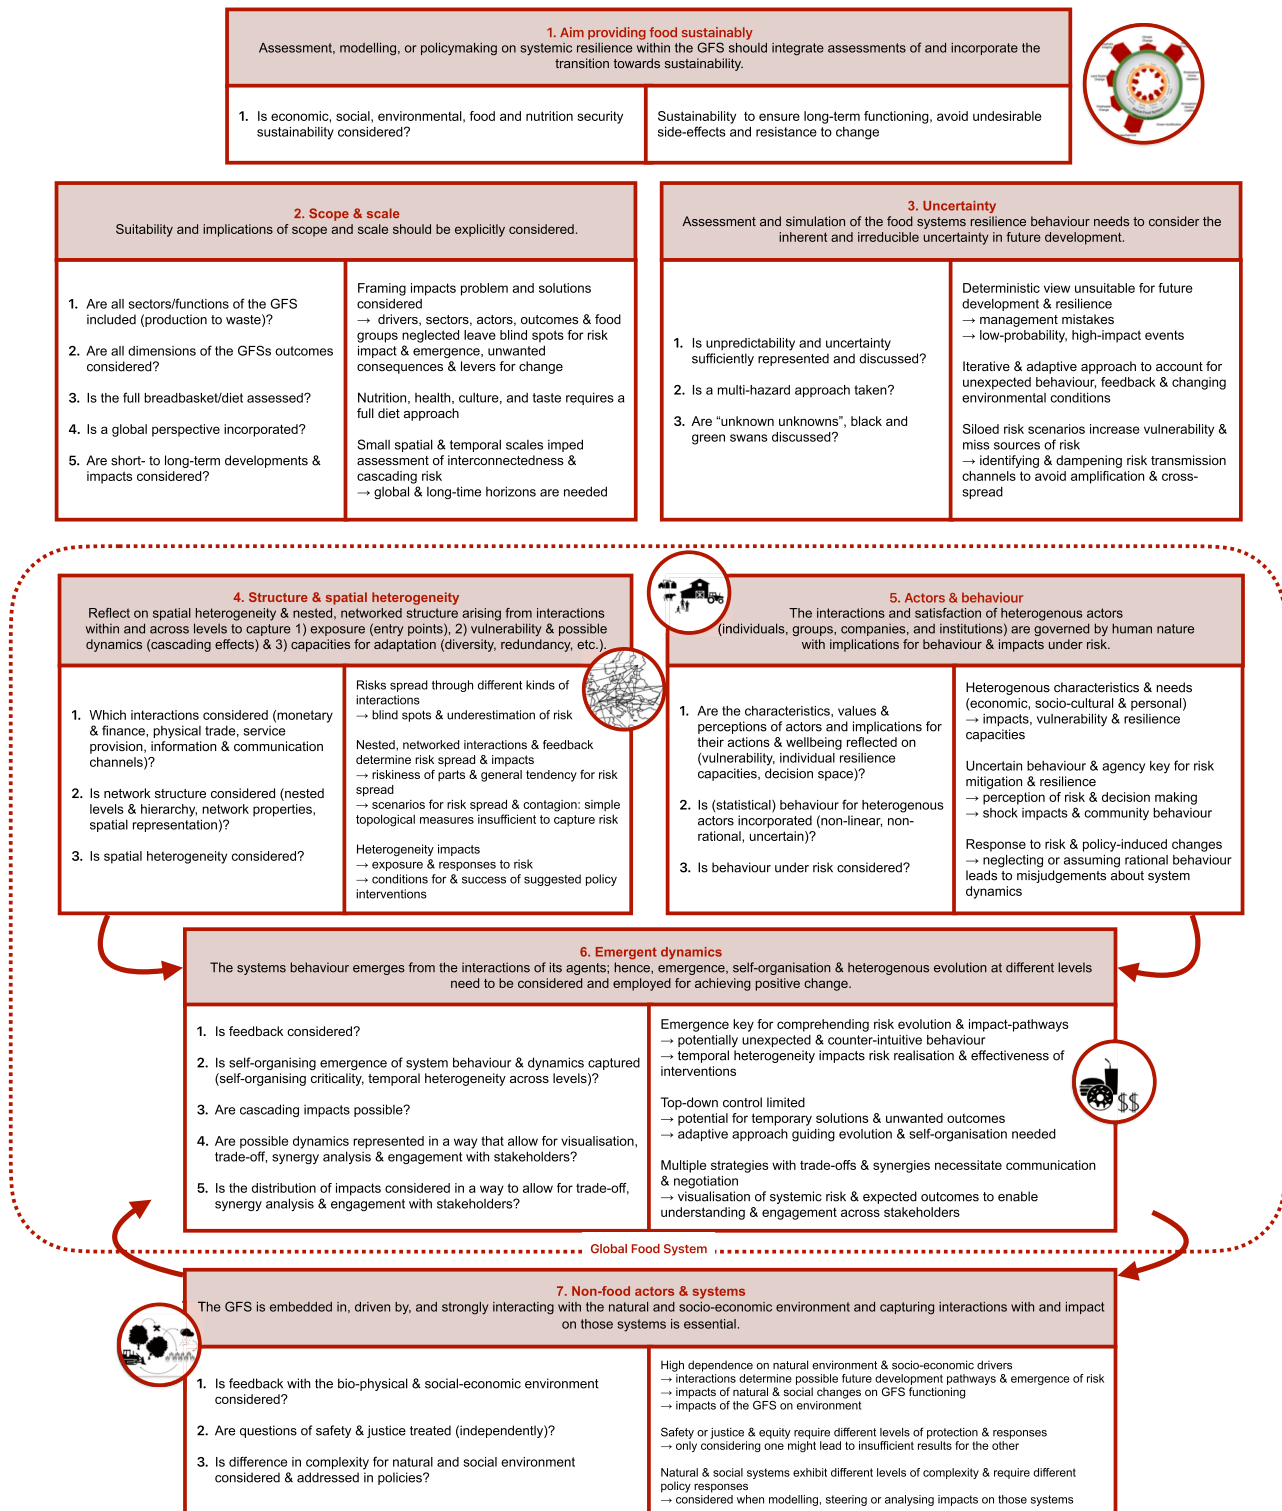 1. Aim providing food sustainably
Assessment, modelling, or policymaking on systemic resilience within the GFS should integrate assessments of and incorporate the
transition towards sustainability.
1. Is economic, social, environmental, food and nutrition security
sustainability considered?
Sustainability to ensure long-term functioning, avoid undesirable
side-effects and resistance to change
2. Scope & scale
Suitability and implications of scope and scale should be explicitly considered.
1. Are all sectors/functions of the GFS
included (production to waste)?
2. Are all dimensions of the GFSs outcomes
considered?
3. Is the full breadbasket/diet assessed?
4. Is a global perspective incorporated?
5. Are short- to long-term developments &
impacts considered?
Framing impacts problem and solutions
considered
→ drivers, sectors, actors, outcomes & food
groups neglected leave blind spots for risk
impact & emergence, unwanted
consequences & levers for change
Nutrition, health, culture, and taste requires a
full diet approach
Small spatial & temporal scales imped
assessment of interconnectedness &
cascading risk
→ global & long-time horizons are needed
3. Uncertainty
Assessment and simulation of the food systems resilience behaviour needs to consider the
inherent and irreducible uncertainty in future development.
1. Is unpredictability and uncertainty
sufficiently represented and discussed?
2. Is a multi-hazard approach taken?
3. Are “unknown unknowns”, black and
green swans discussed?
Deterministic view unsuitable for future
development & resilience
→ management mistakes
→ low-probability, high-impact events
Iterative & adaptive approach to account for
unexpected behaviour, feedback & changing
environmental conditions
Siloed risk scenarios increase vulnerability &
miss sources of risk
→ identifying & dampening risk transmission
channels to avoid amplification & cross-
spread
4. Structure & spatial heterogeneity
Reflect on spatial heterogeneity & nested, networked structure arising from interactions
within and across levels to capture 1) exposure (entry points), 2) vulnerability & possible
dynamics (cascading effects) & 3) capacities for adaptation (diversity, redundancy, etc.).
1. Which interactions considered (monetary
& finance, physical trade, service
provision, information & communication
channels)?
2. Is network structure considered (nested
levels & hierarchy, network properties,
spatial representation)?
3. Is spatial heterogeneity considered?
Risks spread through different kinds of
interactions
→ blind spots & underestimation of risk
Nested, networked interactions & feedback
determine risk spread & impacts
→ riskiness of parts & general tendency for risk
spread
→ scenarios for risk spread & contagion: simple
topological measures insufficient to capture risk
Heterogeneity impacts
→ exposure & responses to risk
→ conditions for & success of suggested policy
interventions
5. Actors & behaviour
The interactions and satisfaction of heterogenous actors
(individuals, groups, companies, and institutions) are governed by human nature
with implications for behaviour & impacts under risk.
1. Are the characteristics, values &
perceptions of actors and implications for
their actions & wellbeing reflected on
(vulnerability, individual resilience
capacities, decision space)?
2. Is (statistical) behaviour for heterogenous
actors incorporated (non-linear, non-
rational, uncertain)?
3. Is behaviour under risk considered?
Heterogenous characteristics & needs
(economic, socio-cultural & personal)
→ impacts, vulnerability & resilience
capacities
Uncertain behaviour & agency key for risk
mitigation & resilience
→ perception of risk & decision making
→ shock impacts & community behaviour
Response to risk & policy-induced changes
→ neglecting or assuming rational behaviour
leads to misjudgements about system
dynamics
6. Emergent dynamics
The systems behaviour emerges from the interactions of its agents; hence, emergence, self-organisation & heterogenous evolution at different levels
need to be considered and employed for achieving positive change.
1. Is feedback considered?
2. Is self-organising emergence of system behaviour & dynamics captured
(self-organising criticality, temporal heterogeneity across levels)?
3. Are cascading impacts possible?
4. Are possible dynamics represented in a way that allow for visualisation,
trade-off, synergy analysis & engagement with stakeholders?
5. Is the distribution of impacts considered in a way to allow for trade-off,
synergy analysis & engagement with stakeholders?
Emergence key for comprehending risk evolution & impact-pathways
→ potentially unexpected & counter-intuitive behaviour
→ temporal heterogeneity impacts risk realisation & effectiveness of
interventions
Top-down control limited
→ potential for temporary solutions & unwanted outcomes
→ adaptive approach guiding evolution & self-organisation needed
Multiple strategies with trade-offs & synergies necessitate communication
& negotiation
→ visualisation of systemic risk & expected outcomes to enable
understanding & engagement across stakeholders
$$
Global Food System
7. Non-food actors & systems
The GFS is embedded in, driven by, and strongly interacting with the natural and socio-economic environment and capturing interactions with and impact
on those systems is essential.
1. Is feedback with the bio-physical & social-economic environment
considered?
2. Are questions of safety & justice treated (independently)?
3. Is difference in complexity for natural and social environment
considered & addressed in policies?
High dependence on natural environment & socio-economic drivers
→ interactions determine possible future development pathways & emergence of risk
→ impacts of natural & social changes on GFS functioning
→ impacts of the GFS on environment
Safety or justice & equity require different levels of protection & responses
→ only considering one might lead to insufficient results for the other
Natural & social systems exhibit different levels of complexity & require different
policy responses
→ considered when modelling, steering or analysing impacts on those systems